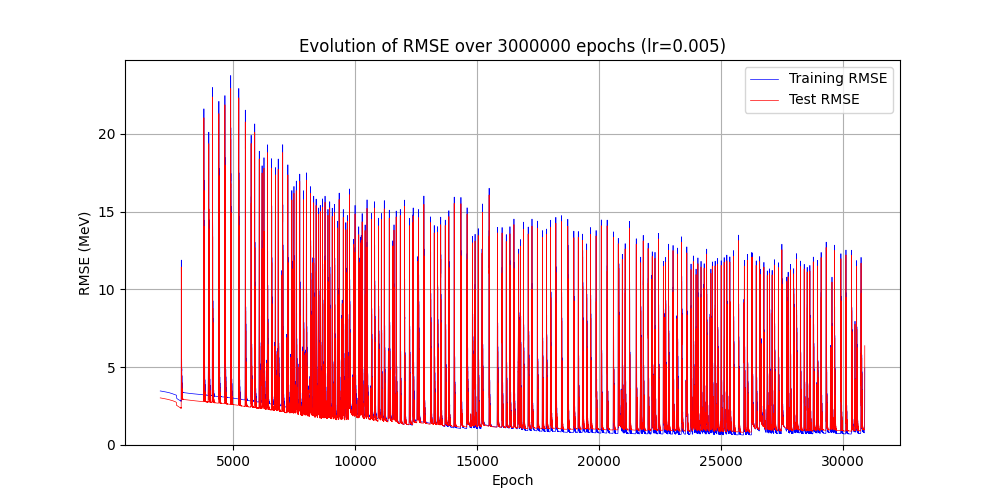 Evolution of RMSE over 3000000 epochs (lr=0.005)
Training RMSE
Test RMSE
RMSE (MeV)
20
15
10
5
0
5000 10000 15000 20000 25000 30000
Epoch